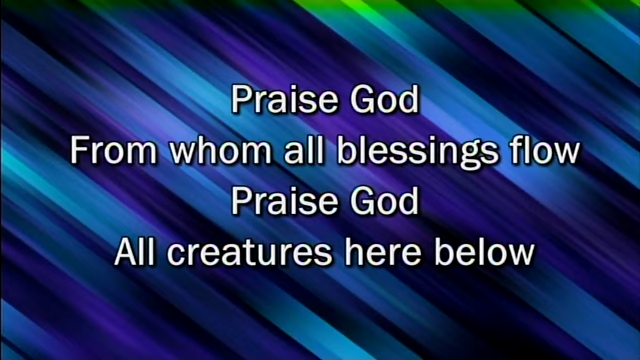 Praise God
From whom all blessings flow
Praise God
All creatures here below